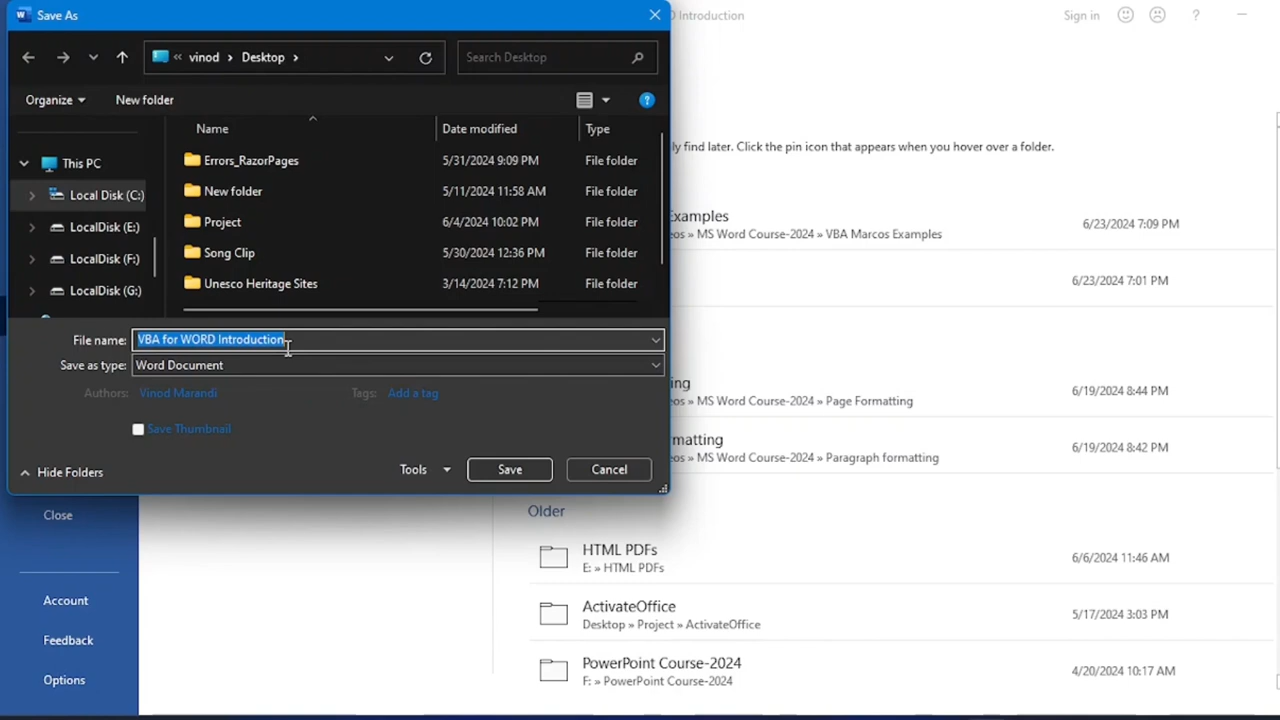 Save As
D Introduction
Sign in
?
vinod
Desktop
Search Desktop
Organize
New folder
?
Name
Date modified
Type
This PC
Local Disk (C:)
LocalDisk (E:)
LocalDisk (F:)
LocalDisk (G:)
Errors_RazorPages 5/31/2024 9:09 PM File folder
New folder 5/11/2024 11:58 AM File folder
Project 6/4/2024 10:02 PM File folder
Song Clip 5/30/2024 12:36 PM File folder
Unesco Heritage Sites 3/14/2024 7:12 PM File folder
File name: VBA for WORD Introduction
Save as type: Word Document
Authors: Vinod Marandi
Tags: Add a tag
Save Thumbnail
Hide Folders
Tools
Save
Cancel
ly find later. Click the pin icon that appears when you hover over a folder.
Examples
eos » MS Word Course-2024 » VBA Marcos Examples
6/23/2024 7:09 PM
6/23/2024 7:01 PM
ing
eos » MS Word Course-2024 » Page Formatting
6/19/2024 8:44 PM
matting
eos » MS Word Course-2024 » Paragraph formatting
6/19/2024 8:42 PM
Older
HTML PDFs
E: » HTML PDFs
6/6/2024 11:46 AM
ActivateOffice
Desktop » Project » ActivateOffice
5/17/2024 3:03 PM
PowerPoint Course-2024
F: » PowerPoint Course-2024
4/20/2024 10:17 AM
Close
Account
Feedback
Options